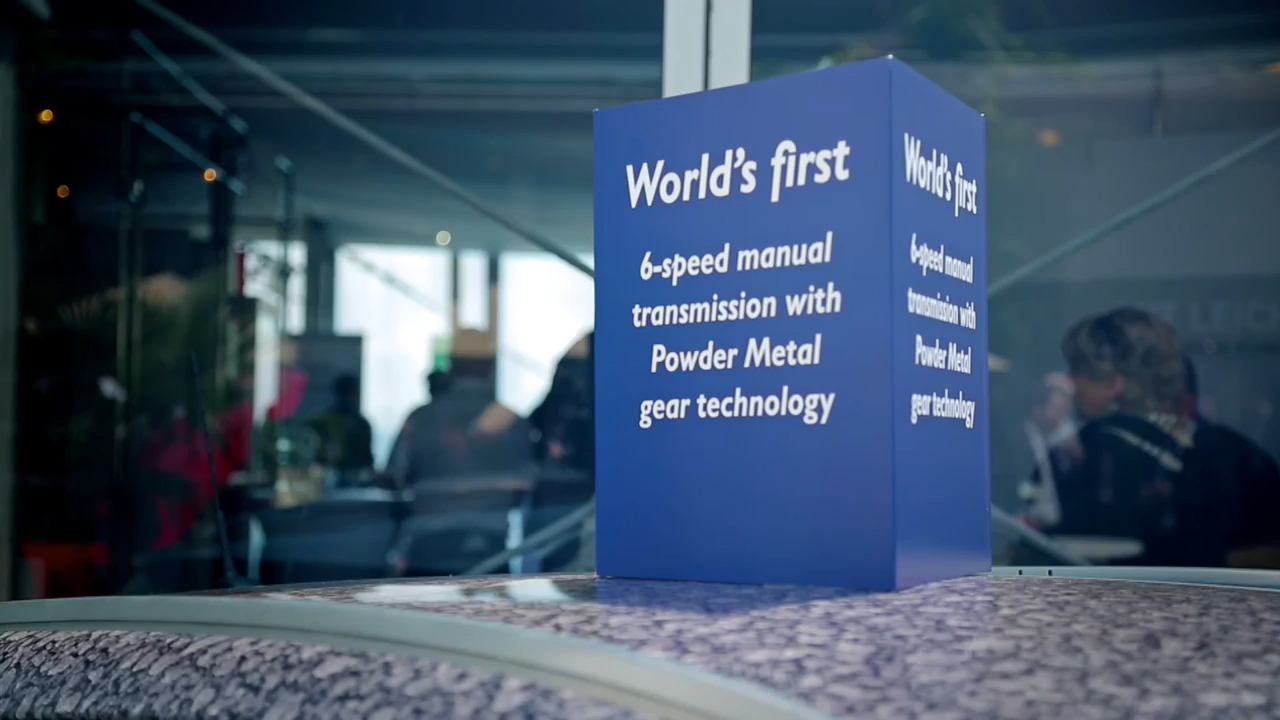 World's first
6-speed manual
transmission with
Powder Metal
gear technology
World's first
6-speed manual
transmission with
Powder Metal
gear technology